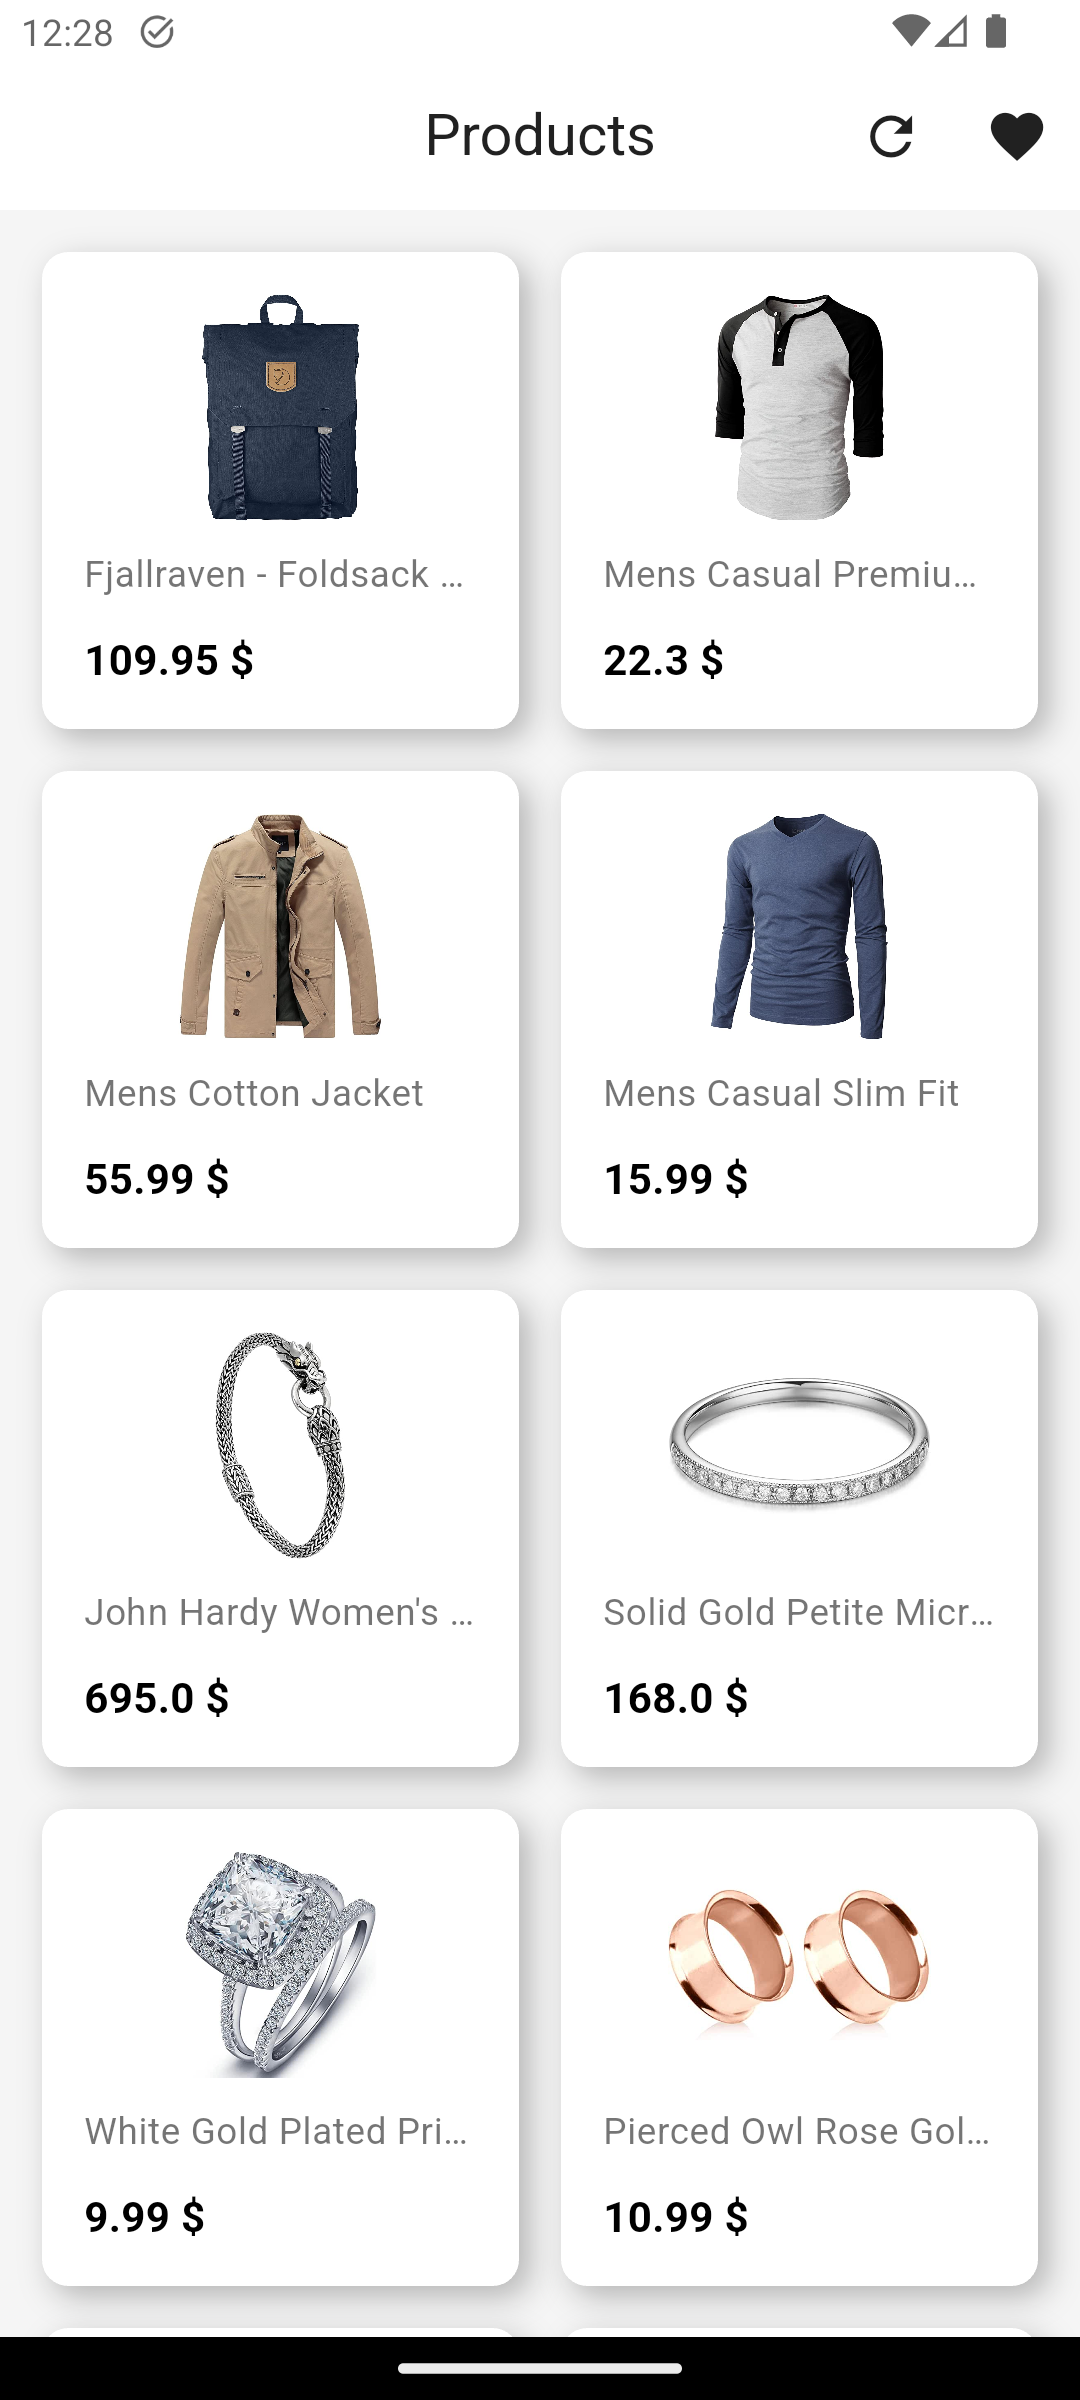 12:28
Products
Fjallraven - Foldsack ...
109.95 $
Mens Casual Premiu...
22.3 $
Mens Cotton Jacket
55.99 $
Mens Casual Slim Fit
15.99 $
John Hardy Women's ...
695.0 $
Solid Gold Petite Micr...
168.0 $
White Gold Plated Pri...
9.99 $
Pierced Owl Rose Gol...
10.99 $